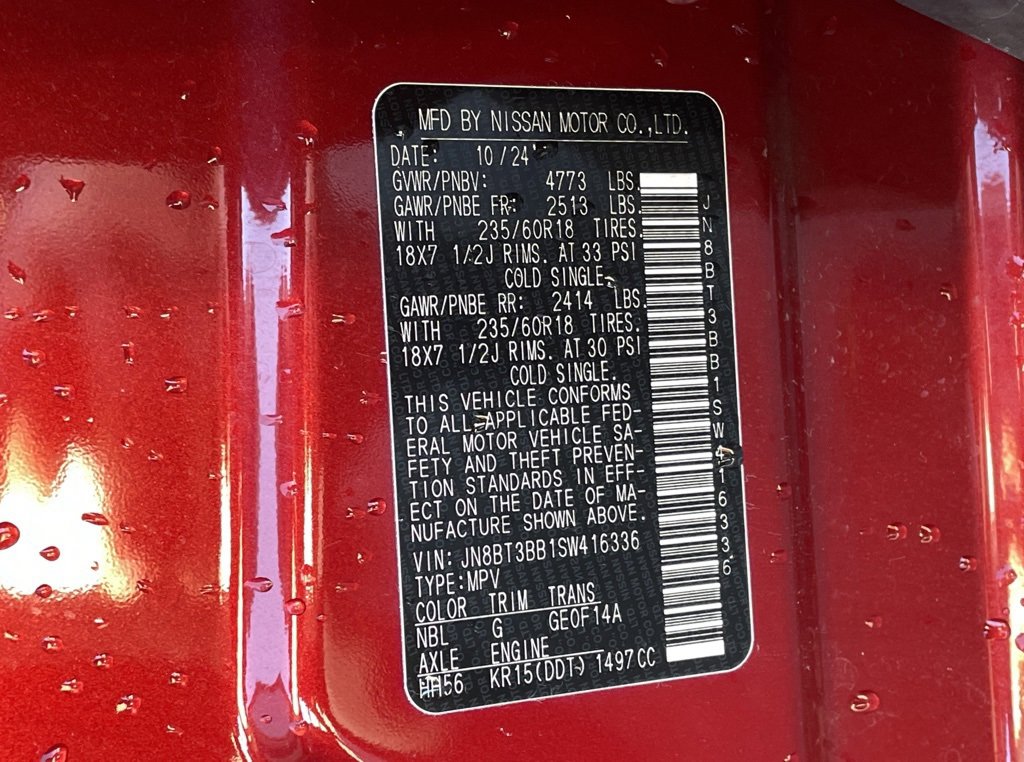 MFD BY NISSAN MOTOR CO.,LTD.
DATE: 10/24
GVWR/PNBV: 4773 LBS.
GAWR/PNBE FR: 2513 LBS.
WITH 235/60R18 TIRES.
18X7 1/2J RIMS. AT 33 PSI
COLD SINGLE.
GAWR/PNBE RR: 2414 LBS.
WITH 235/60R18 TIRES.
18X7 1/2J RIMS. AT 30 PSI
COLD SINGLE.
THIS VEHICLE CONFORMS
TO ALL APPLICABLE FED-
ERAL MOTOR VEHICLE SA-
FETY AND THEFT PREVEN-
TION STANDARDS IN EFF-
ECT ON THE DATE OF MA-
NUFACTURE SHOWN ABOVE.
VIN: JN8BT3BB1SW416336
TYPE:MPV
COLOR TRIM TRANS
NBL G GE0F14A
AXLE ENGINE
HH56 KR15(DDT) 1497CC
JN8BT3BB1SW416336